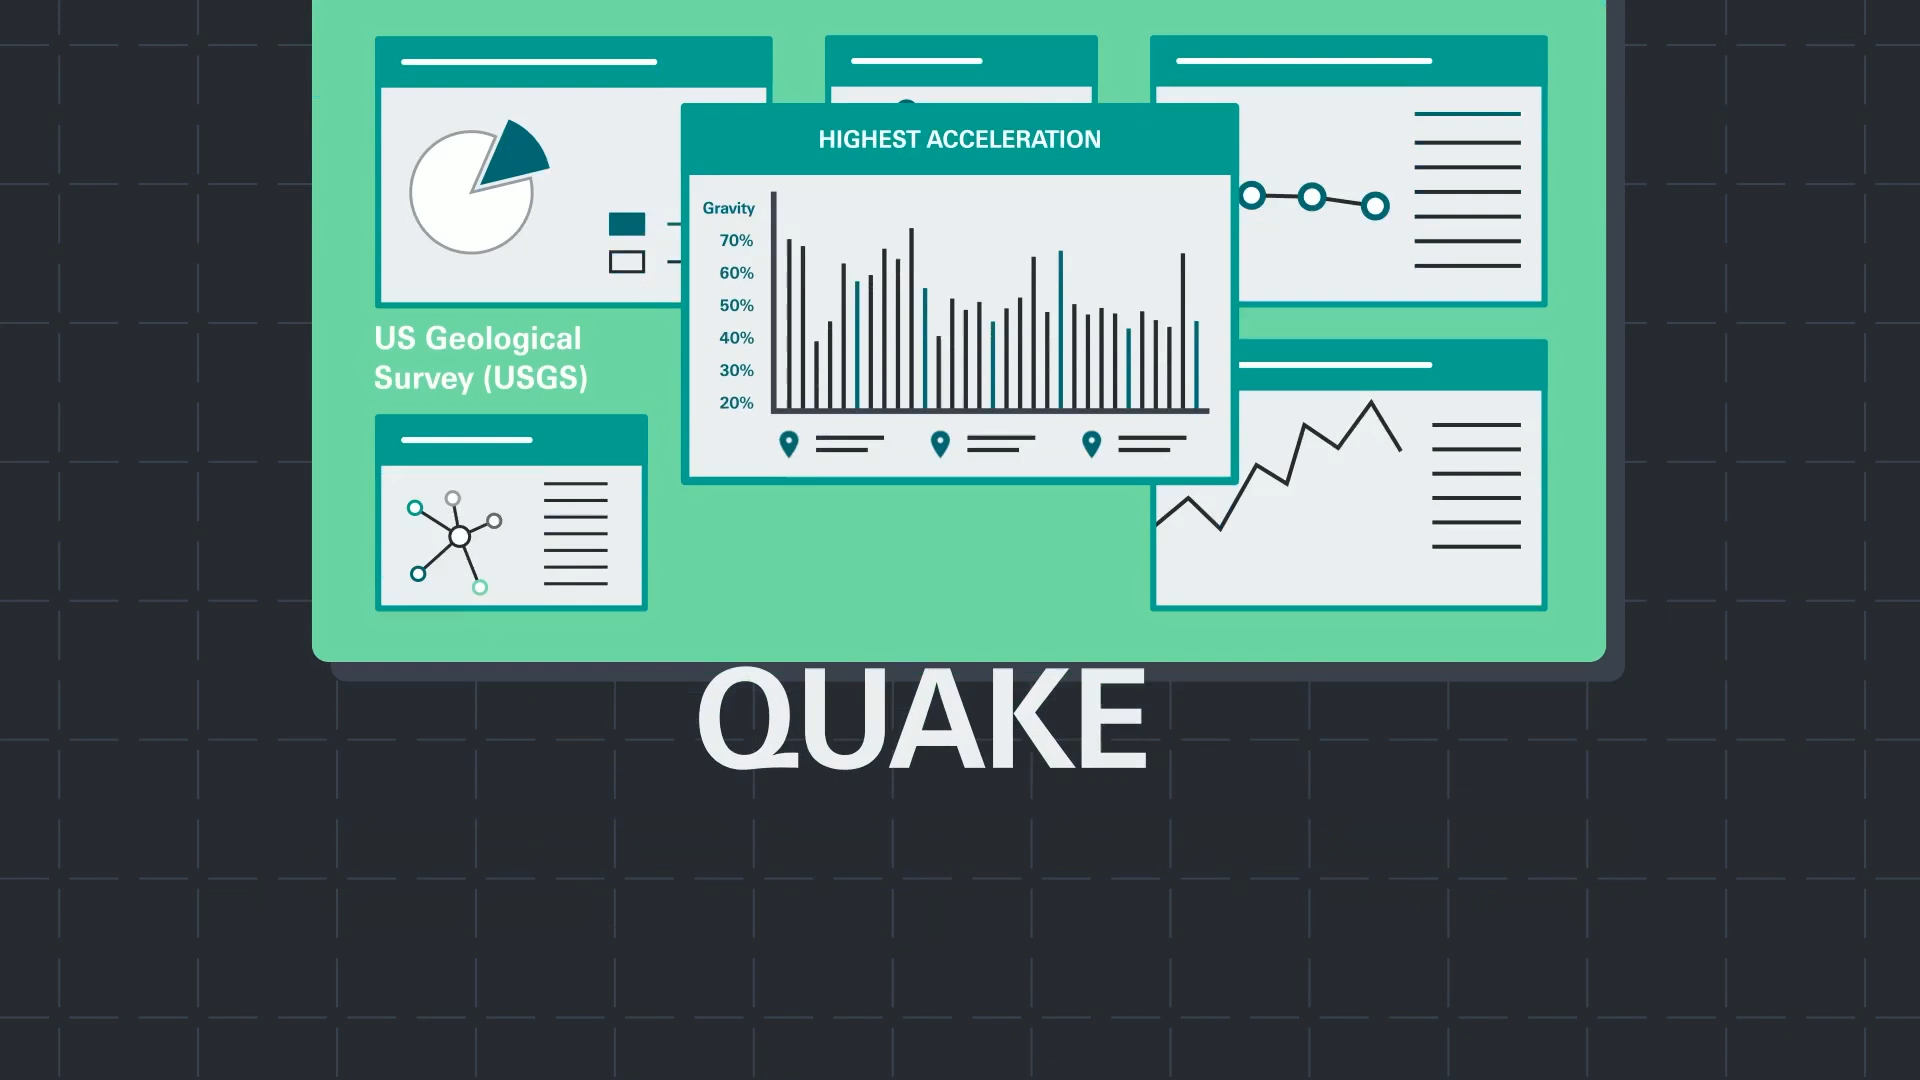 HIGHEST ACCELERATION
Gravity
70%
60%
50%
40%
30%
20%
US Geological
Survey (USGS)
QUAKE